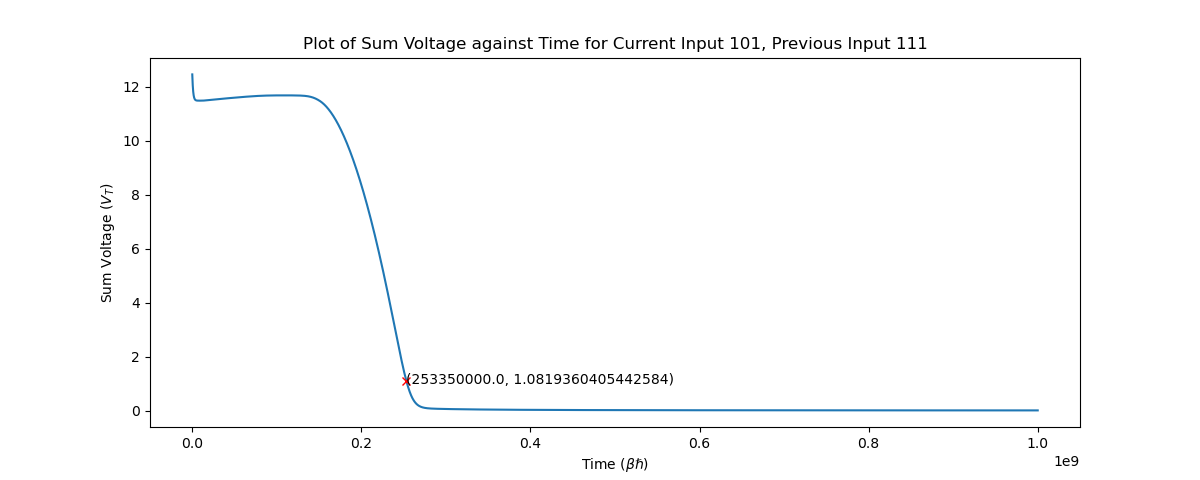 Plot of Sum Voltage against Time for Current Input 101, Previous Input 111
12
10
8
6
4
2
0
Sum Voltage (V_T)
(253350000.0, 1.0819360405442584)
0.0 0.2 0.4 0.6 0.8 1.0
1e9
Time (βℏ)